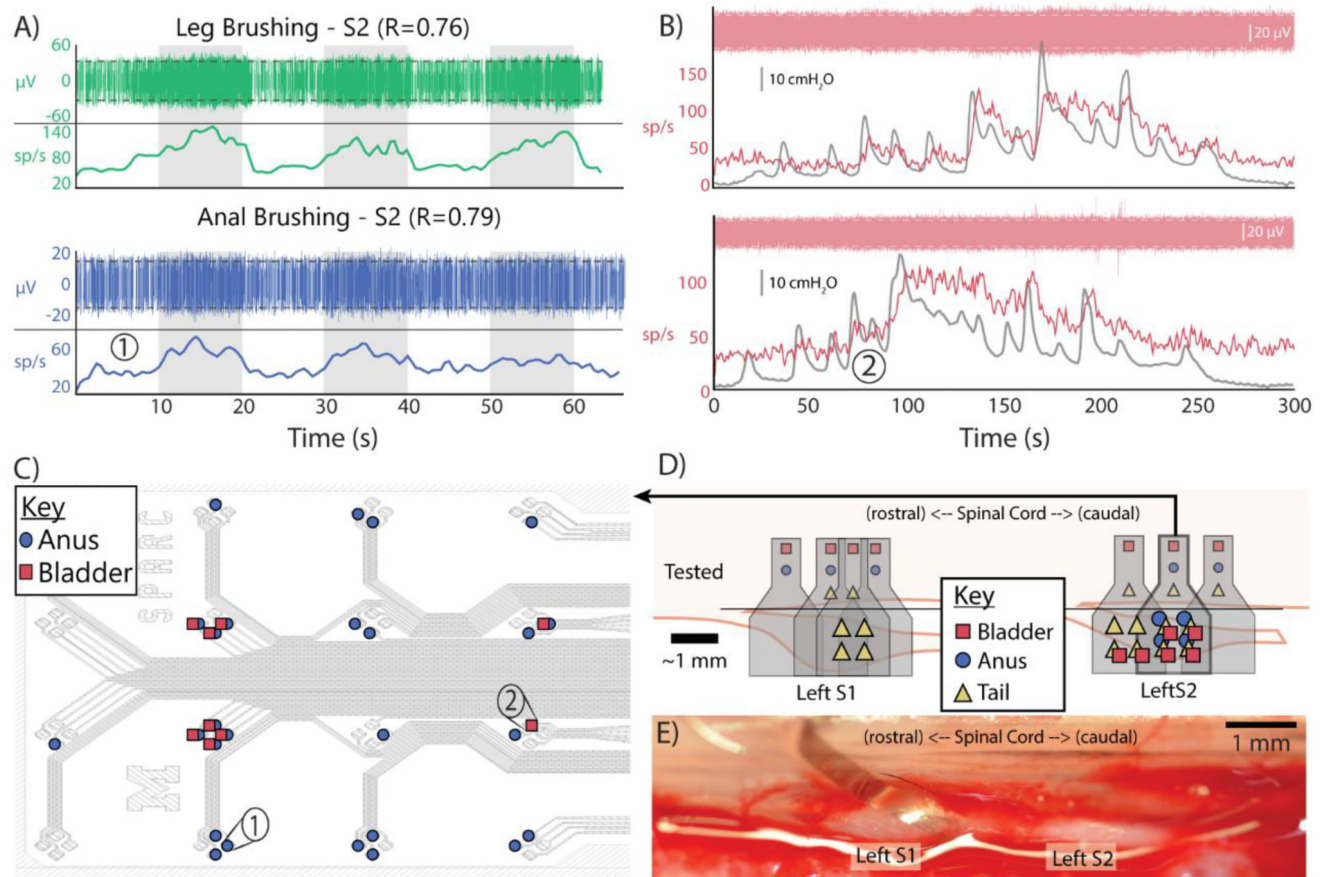 A)
Leg Brushing - S2 (R=0.76)
60
µV 0
-60
140
sp/s 80
20
Anal Brushing - S2 (R=0.79)
20
µV 0
-20
①
60
sp/s
20
10 20 30 40 50 60
Time (s)
B)
20 µV
150
10 cmH2O
100
sp/s
50
0
20 µV
10 cmH2O
100
sp/s
50
②
0
0 50 100 150 200 250 300
Time (s)
C)
Key
Anus
Bladder
SPARC
②
M
①
D)
(rostral) <-- Spinal Cord --> (caudal)
Tested
Key
Bladder
Anus
Tail
~1 mm
Left S1
LeftS2
E)
(rostral) <-- Spinal Cord --> (caudal)
1 mm
Left S1
Left S2